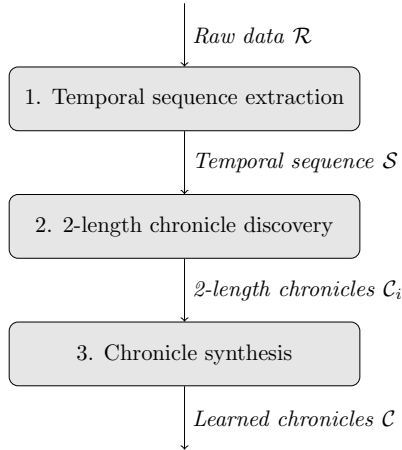 Raw data ℛ
1. Temporal sequence extraction
Temporal sequence 𝒮
2. 2-length chronicle discovery
2-length chronicles 𝒞ᵢ
3. Chronicle synthesis
Learned chronicles 𝒞